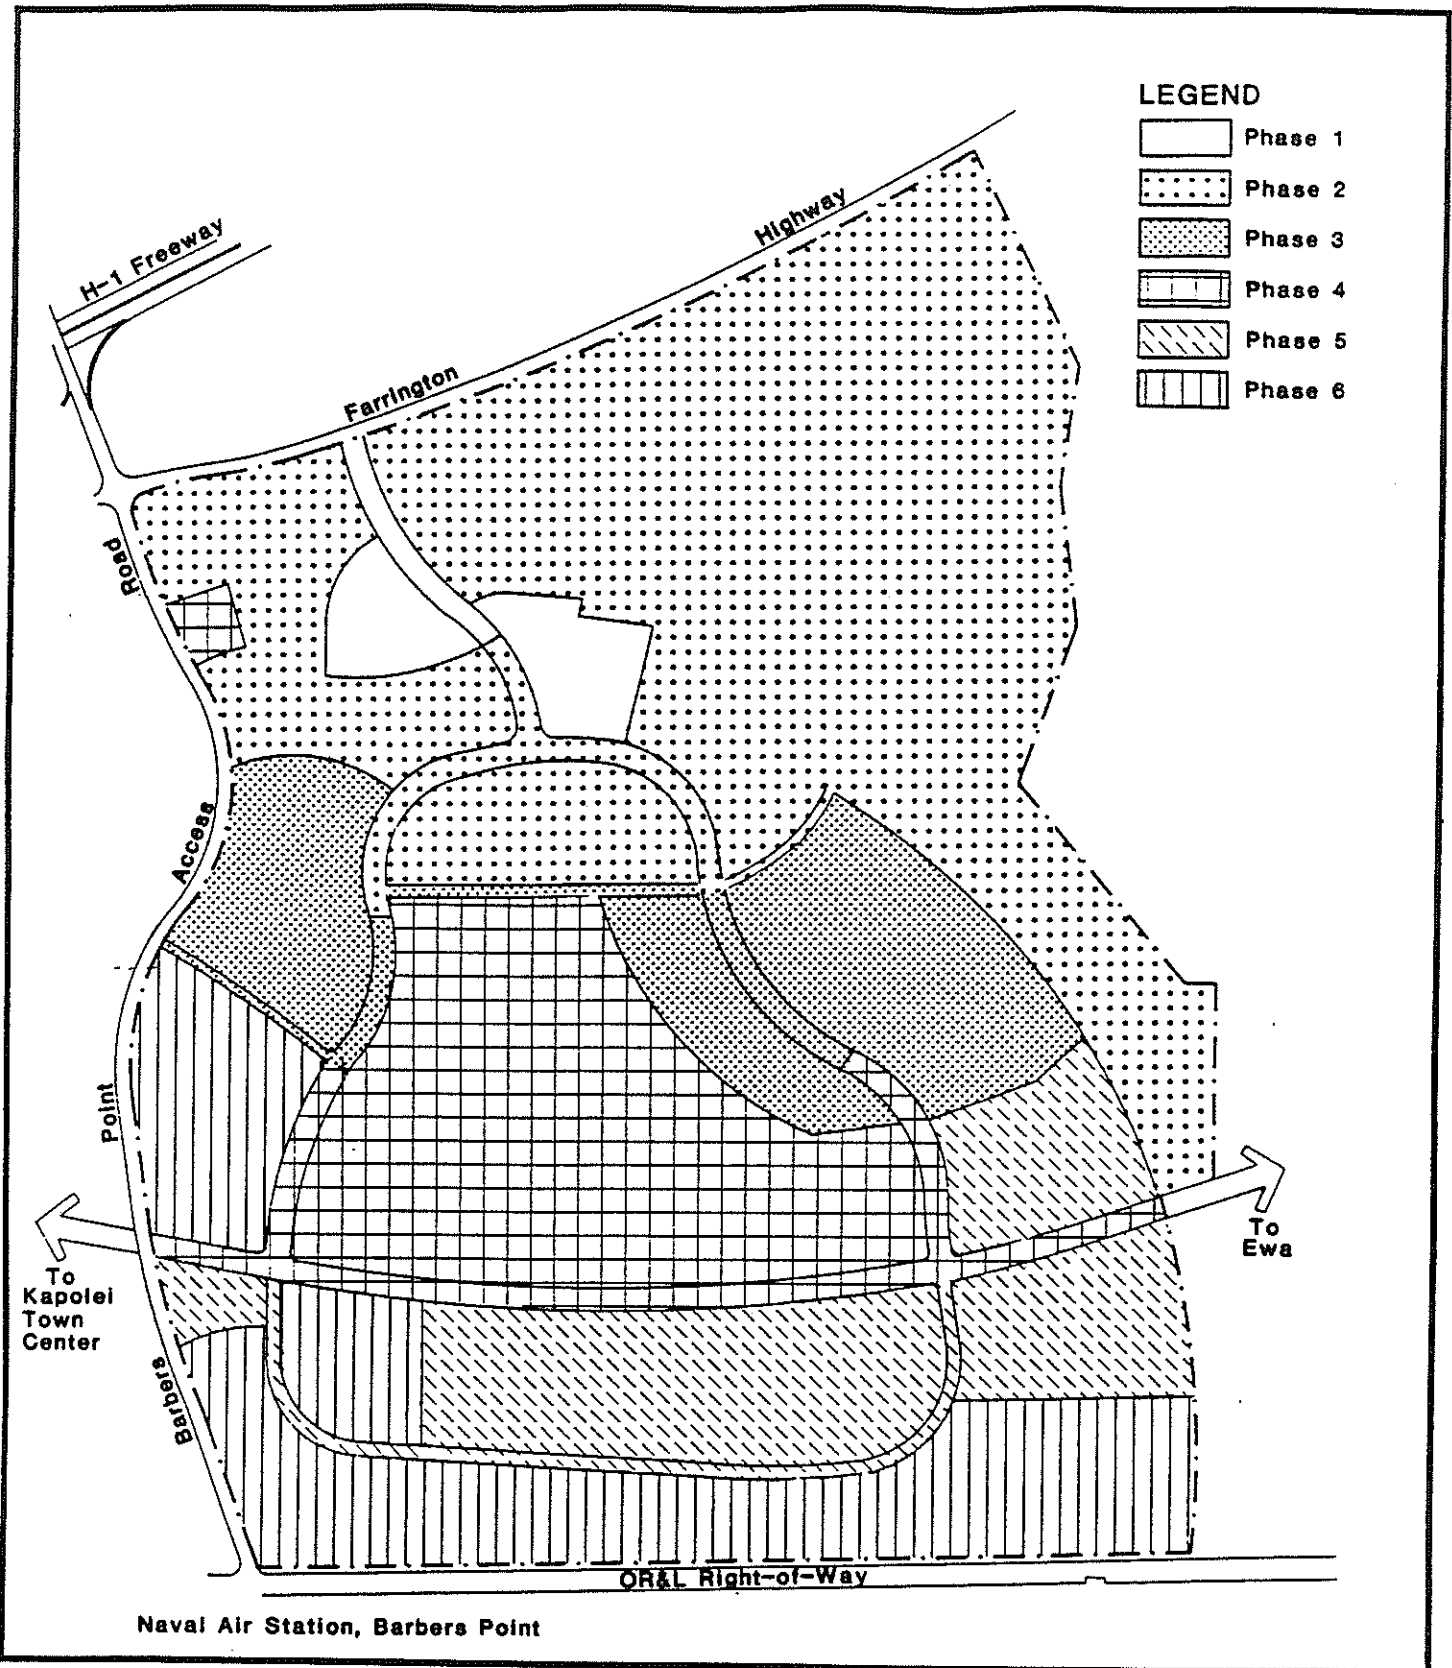 LEGEND
Phase 1
Phase 2
Phase 3
Phase 4
Phase 5
Phase 6
H-1 Freeway
Farrington
Highway
Road
Access
Point
Barbers
To
Kapolei
Town
Center
To
Ewa
OR&L Right-of-Way
Naval Air Station, Barbers Point